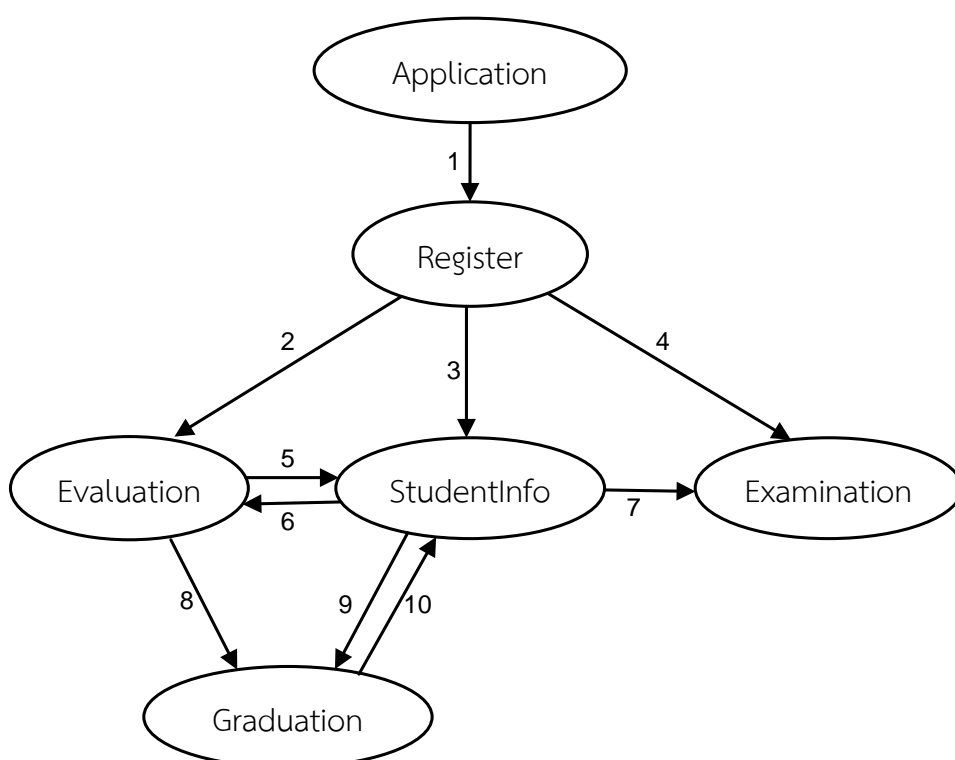 Application
1
Register
2
3
4
Evaluation
5
6
StudentInfo
7
Examination
8
9
10
Graduation